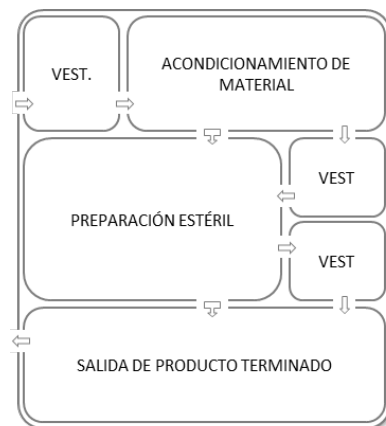 VEST.
ACONDICIONAMIENTO DE
MATERIAL
PREPARACIÓN ESTÉRIL
VEST
VEST
SALIDA DE PRODUCTO TERMINADO